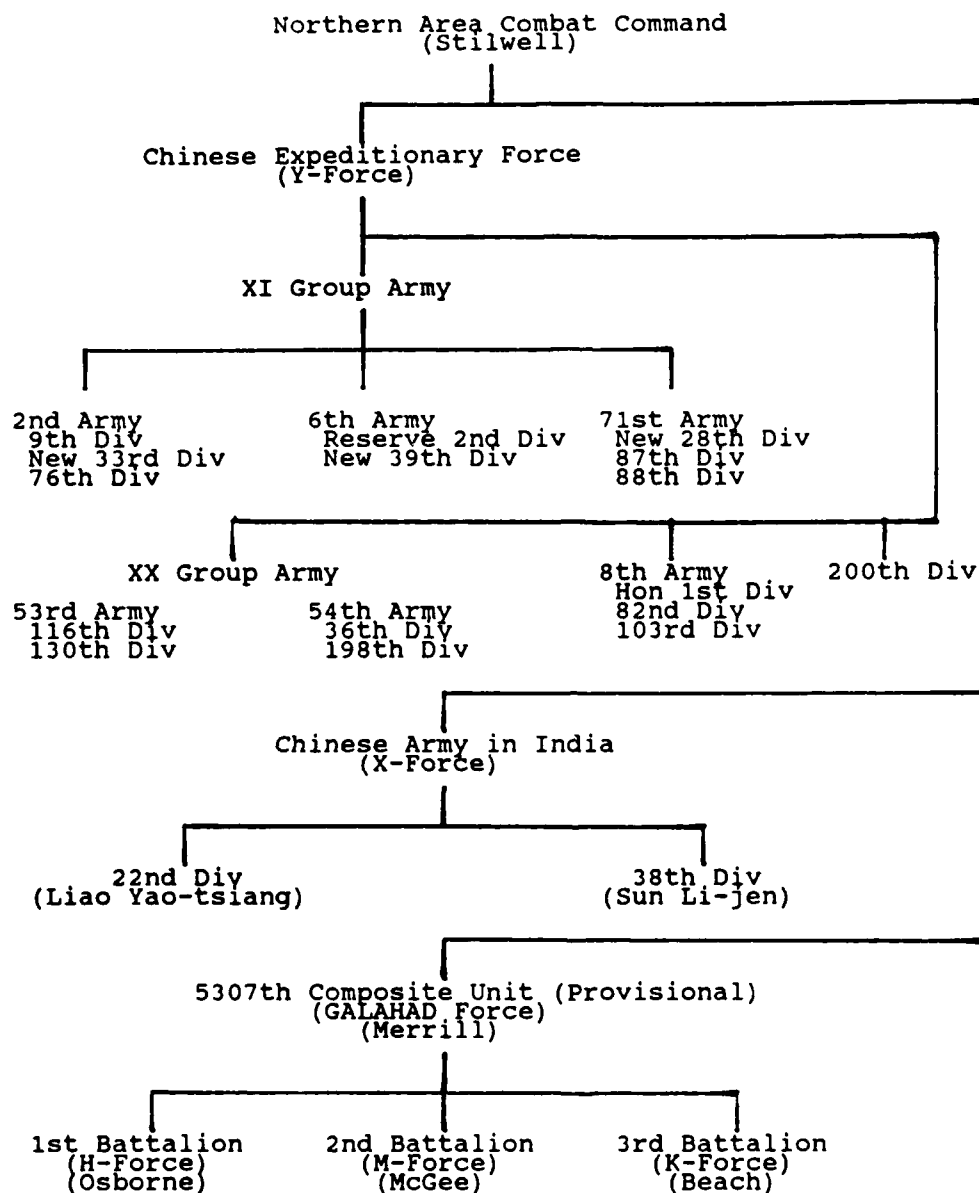 Northern Area Combat Command
(Stilwell)
Chinese Expeditionary Force
(Y-Force)
XI Group Army
2nd Army 6th Army 71st Army
9th Div Reserve 2nd Div New 28th Div
New 33rd Div New 39th Div 87th Div
76th Div 88th Div
XX Group Army 8th Army 200th Div
Hon 1st Div
53rd Army 54th Army 82nd Div
116th Div 36th Div 103rd Div
130th Div 198th Div
Chinese Army in India
(X-Force)
22nd Div 38th Div
(Liao Yao-tsiang) (Sun Li-jen)
5307th Composite Unit (Provisional)
(GALAHAD Force)
(Merrill)
1st Battalion 2nd Battalion 3rd Battalion
(H-Force) (M-Force) (K-Force)
(Osborne) (McGee) (Beach)